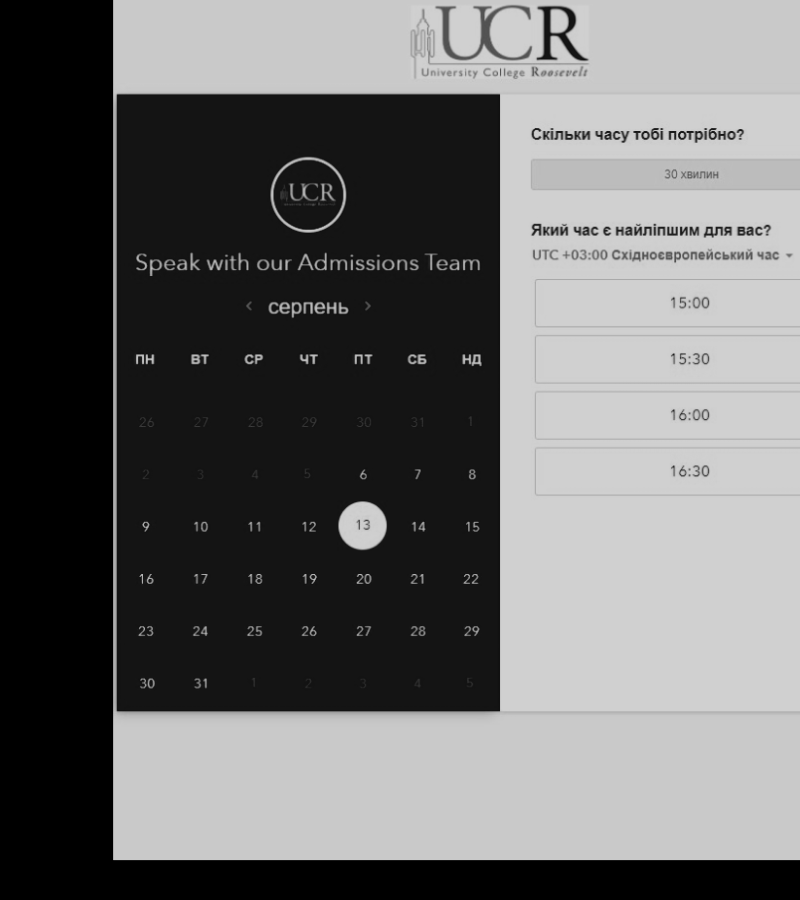 UCR
University College Roosevelt
UCR
Speak with our Admissions Team
< серпень >
ПН ВТ СР ЧТ ПТ СБ НД
26 27 28 29 30 31 1
2 3 4 5 6 7 8
9 10 11 12 13 14 15
16 17 18 19 20 21 22
23 24 25 26 27 28 29
30 31 1 2 3 4 5
Скільки часу тобі потрібно?
30 хвилин
Який час є найліпшим для вас?
UTC +03:00 Східноєвропейський час
15:00
15:30
16:00
16:30